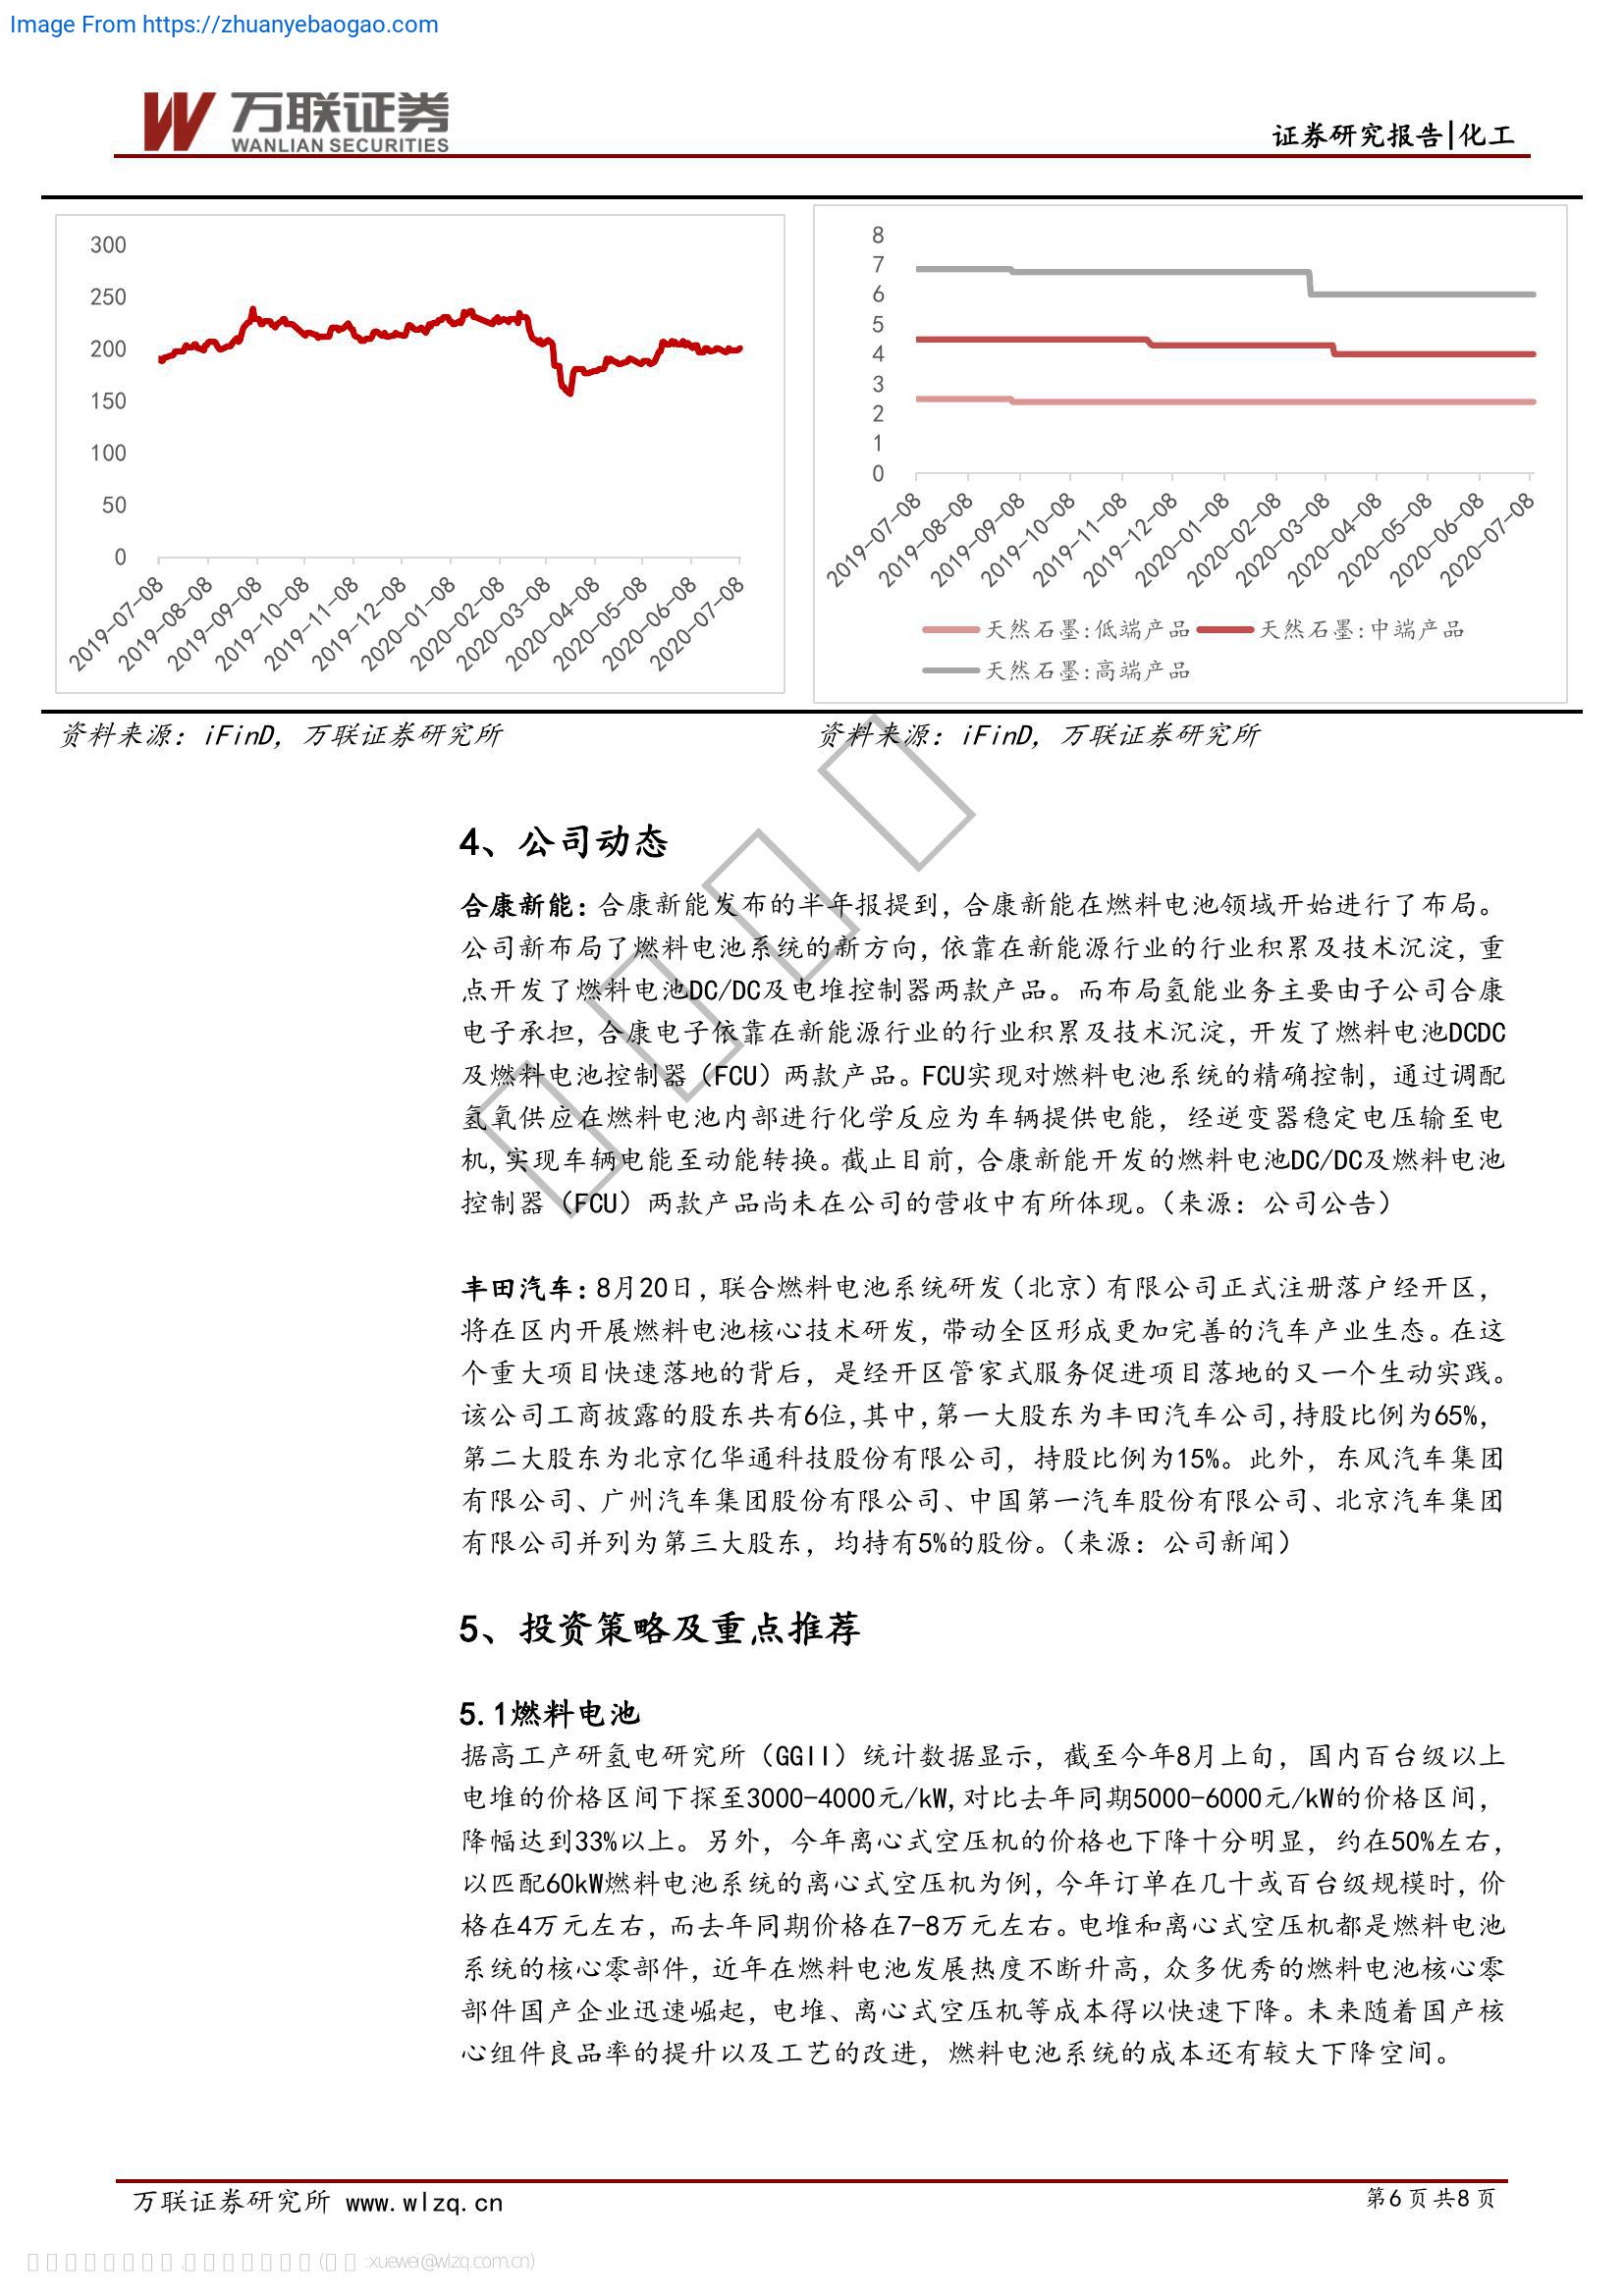 Image From https://zhuanyebaogao.com
万联证券
WANLIAN SECURITIES
证券研究报告|化工
300
250
200
150
100
50
0
2019-07-08
2019-08-08
2019-09-08
2019-10-08
2019-11-08
2019-12-08
2020-01-08
2020-02-08
2020-03-08
2020-04-08
2020-05-08
2020-06-08
2020-07-08
8
7
6
5
4
3
2
1
0
2019-07-08
2019-08-08
2019-09-08
2019-10-08
2019-11-08
2019-12-08
2020-01-08
2020-02-08
2020-03-08
2020-04-08
2020-05-08
2020-06-08
2020-07-08
天然石墨:低端产品
天然石墨:中端产品
天然石墨:高端产品
资料来源：iFinD，万联证券研究所
资料来源：iFinD，万联证券研究所
4、公司动态
合康新能：合康新能发布的半年报提到，合康新能在燃料电池领域开始进行了布局。
公司新布局了燃料电池系统的新方向，依靠在新能源行业的行业积累及技术沉淀，重
点开发了燃料电池DC/DC及电堆控制器两款产品。而布局氢能业务主要由子公司合康
电子承担，合康电子依靠在新能源行业的行业积累及技术沉淀，开发了燃料电池DCDC
及燃料电池控制器（FCU）两款产品。FCU实现对燃料电池系统的精确控制，通过调配
氢氧供应在燃料电池内部进行化学反应为车辆提供电能，经逆变器稳定电压输至电
机，实现车辆电能至动能转换。截止目前，合康新能开发的燃料电池DC/DC及燃料电池
控制器（FCU）两款产品尚未在公司的营收中有所体现。（来源：公司公告）
丰田汽车：8月20日，联合燃料电池系统研发（北京）有限公司正式注册落户经开区，
将在区内开展燃料电池核心技术研发，带动全区形成更加完善的汽车产业生态。在这
个重大项目快速落地的背后，是经开区管家式服务促进项目落地的又一个生动实践。
该公司工商披露的股东共有6位，其中，第一大股东为丰田汽车公司，持股比例为65%，
第二大股东为北京亿华通科技股份有限公司，持股比例为15%。此外，东风汽车集团
有限公司、广州汽车集团股份有限公司、中国第一汽车股份有限公司、北京汽车集团
有限公司并列为第三大股东，均持有5%的股份。（来源：公司新闻）
5、投资策略及重点推荐
5.1燃料电池
据高工产研氢电研究所（GGII）统计数据显示，截至今年8月上旬，国内百台级以上
电堆的价格区间下探至3000-4000元/kW，对比去年同期5000-6000元/kW的价格区间，
降幅达到33%以上。另外，今年离心式空压机的价格也下降十分明显，约在50%左右，
以匹配60kW燃料电池系统的离心式空压机为例，今年订单在几十或百台级规模时，价
格在4万元左右，而去年同期价格在7-8万元左右。电堆和离心式空压机都是燃料电池
系统的核心零部件，近年在燃料电池发展热度不断升高，众多优秀的燃料电池核心零
部件国产企业迅速崛起，电堆、离心式空压机等成本得以快速下降。未来随着国产核
心组件良品率的提升以及工艺的改进，燃料电池系统的成本还有较大下降空间。
万联证券研究所 www.wlzq.cn
第6页共8页
:xuewei@wlzq.com.cn)